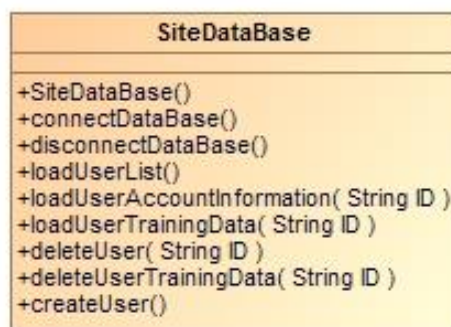 SiteDataBase
+SiteDataBase()
+connectDataBase()
+disconnectDataBase()
+loadUserList()
+loadUserAccountInformation( String ID )
+loadUserTrainingData( String ID )
+deleteUser( String ID )
+deleteUserTrainingData( String ID )
+createUser()